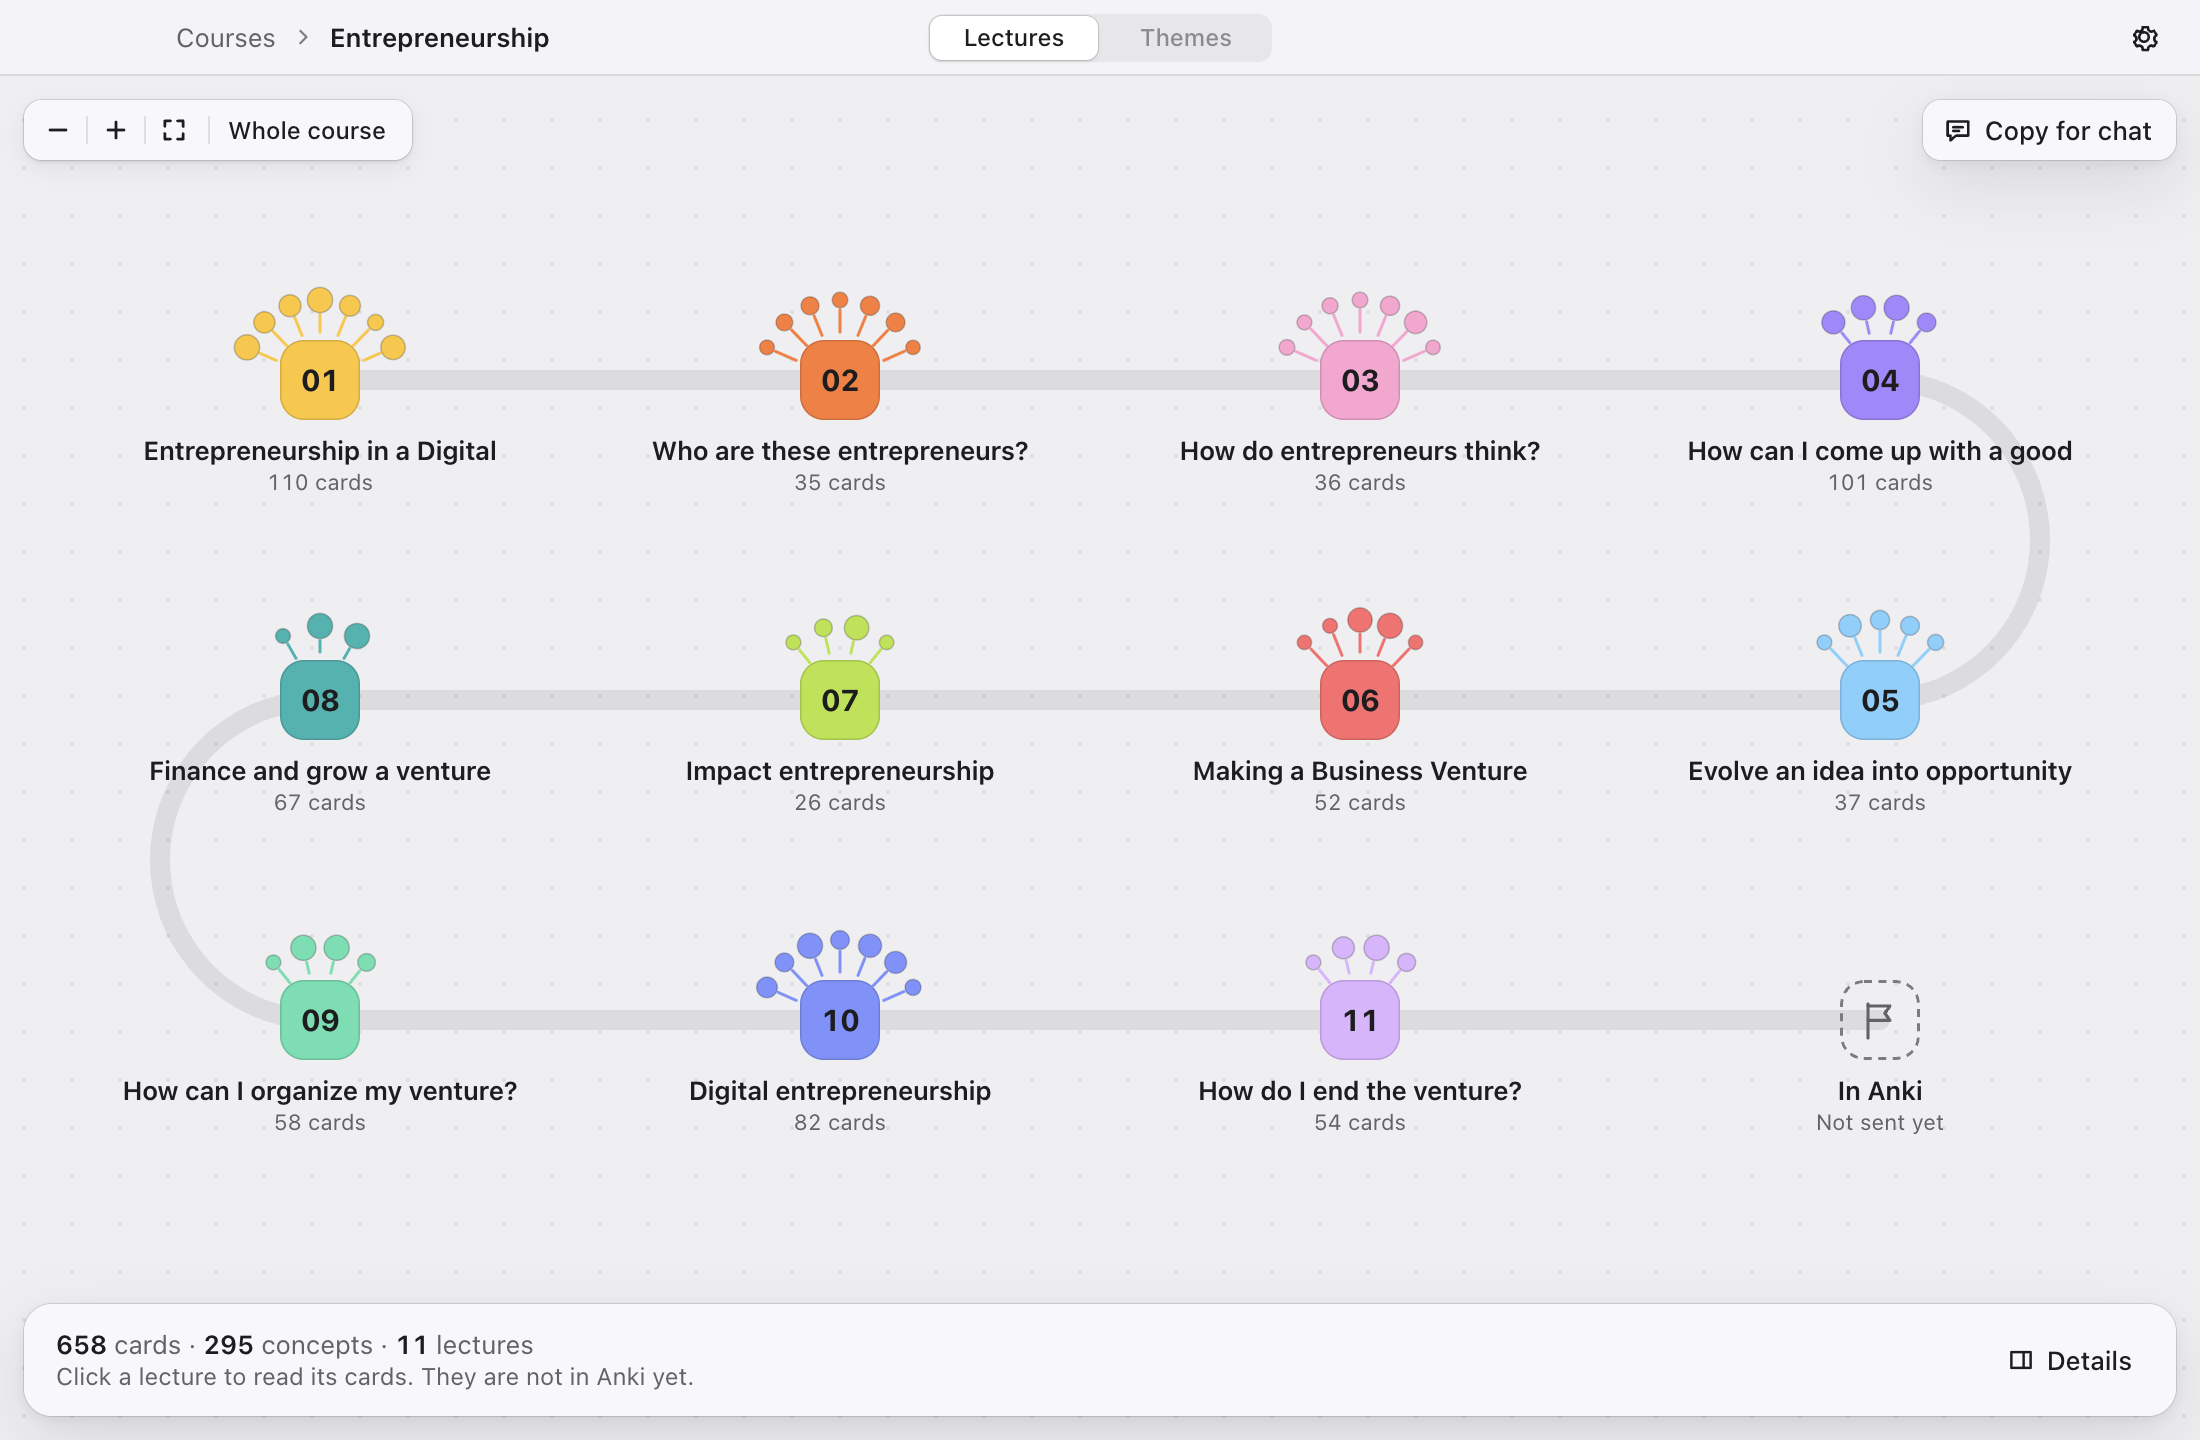 Courses > Entrepreneurship
Lectures
Themes
Whole course
Copy for chat
01
Entrepreneurship in a Digital
110 cards
02
Who are these entrepreneurs?
35 cards
03
How do entrepreneurs think?
36 cards
04
How can I come up with a good
101 cards
08
Finance and grow a venture
67 cards
07
Impact entrepreneurship
26 cards
06
Making a Business Venture
52 cards
05
Evolve an idea into opportunity
37 cards
09
How can I organize my venture?
58 cards
10
Digital entrepreneurship
82 cards
11
How do I end the venture?
54 cards
In Anki
Not sent yet
658 cards · 295 concepts · 11 lectures
Click a lecture to read its cards. They are not in Anki yet.
Details